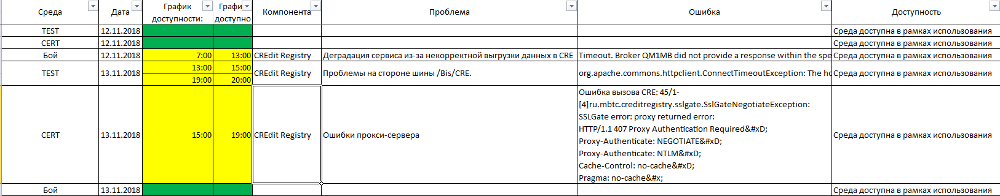 Среда Дата График доступности: Графи доступно Компонента Проблема Ошибка Доступность
TEST 12.11.2018 Среда доступна в рамках использования
CERT 12.11.2018 Среда доступна в рамках использования
Бой 12.11.2018 7:00 13:00 CREdit Registry Деградация сервиса из-за некорректной выгрузки данных в CRE Timeout. Broker QM1MB did not provide a response within the spe Среда доступна в рамках использования
TEST 13.11.2018 13:00 15:00 CREdit Registry Проблемы на стороне шины /Bis/CRE. org.apache.commons.httpclient.ConnectTimeoutException: The ho Среда доступна в рамках использования
19:00 20:00
CERT 13.11.2018 15:00 19:00 CREdit Registry Ошибки прокси-сервера
Ошибка вызова CRE: 45/1-
[4]ru.mbtc.creditregistry.sslgate.SslGateNegotiateException:
SSLGate error: proxy returned error:
HTTP/1.1 407 Proxy Authentication Required&#xD;
Proxy-Authenticate: NEGOTIATE&#xD;
Proxy-Authenticate: NTLM&#xD;
Cache-Control: no-cache&#xD;
Pragma: no-cache&#x;
Среда доступна в рамках использования
Бой 13.11.2018 Среда доступна в рамках использования